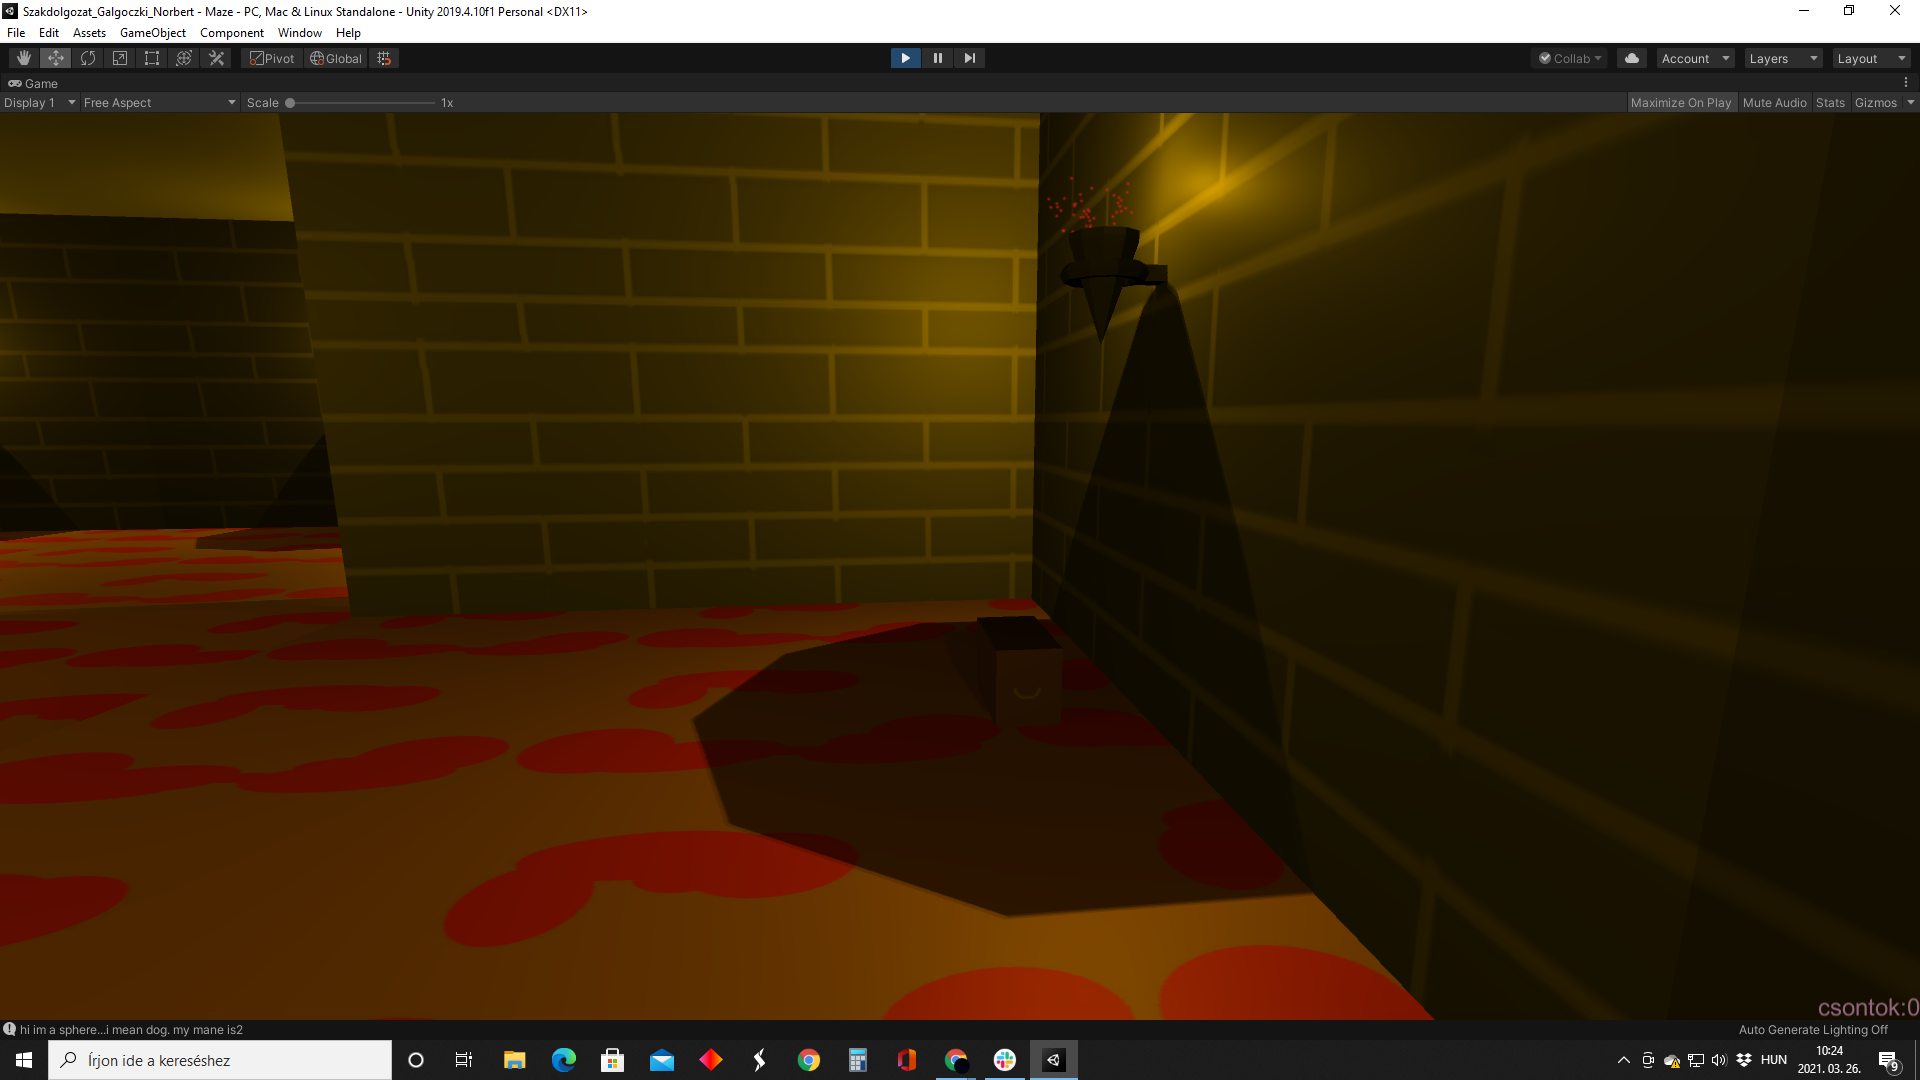 Szakdolgozat_Galgoczki_Norbert - Maze - PC, Mac & Linux Standalone - Unity 2019.4.10f1 Personal <DX11>
File Edit Assets GameObject Component Window Help
Pivot Global Collab Account Layers Layout
Game
Display 1 Free Aspect Scale 1x Maximize On Play Mute Audio Stats Gizmos
csontok:0
hi im a sphere...i mean dog. my mane is2 Auto Generate Lighting Off
Írjon ide a kereséshez HUN 10:24
2021. 03. 26. 9